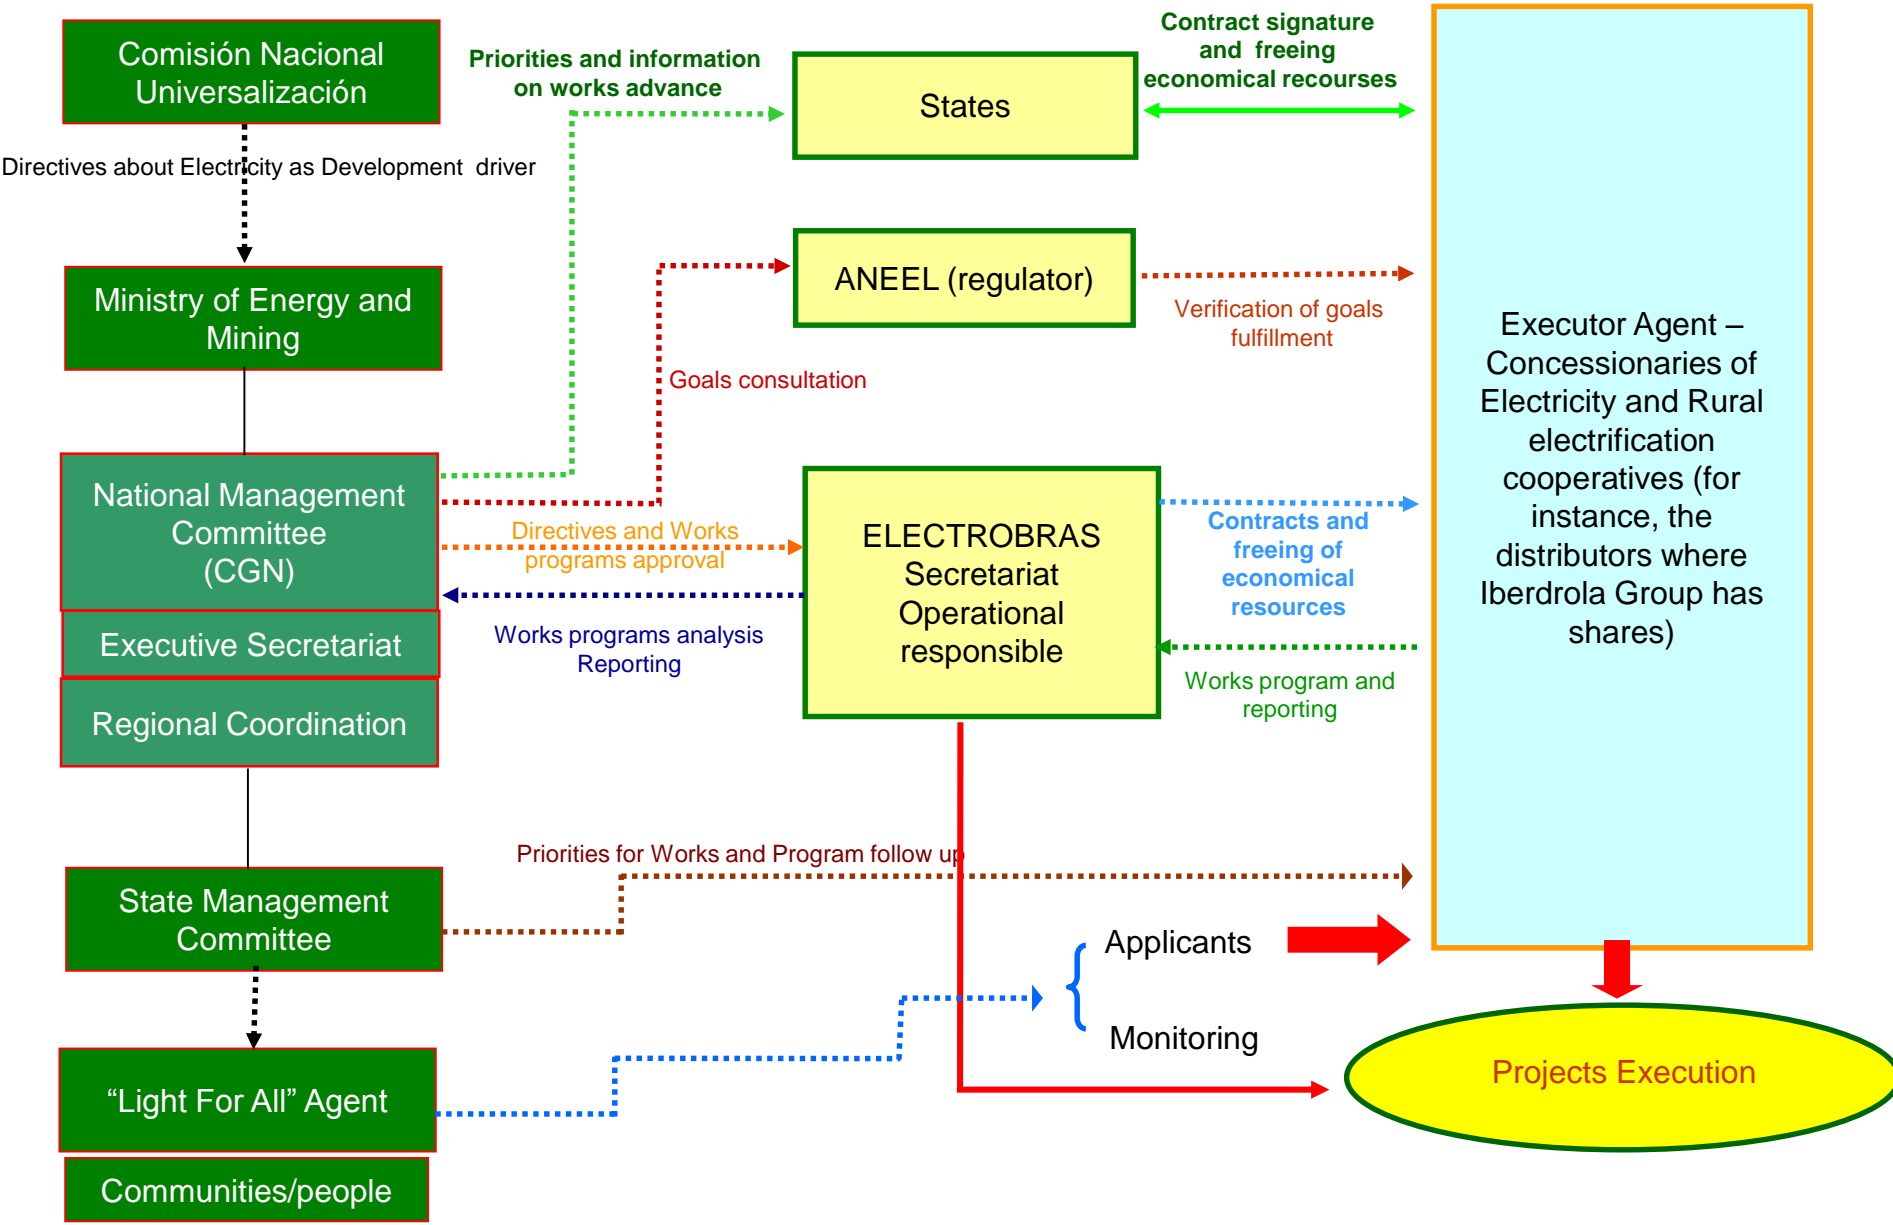 Comisión Nacional
Universalización
Directives about Electricity as Development driver
Ministry of Energy and
Mining
National Management
Committee
(CGN)
Executive Secretariat
Regional Coordination
State Management
Committee
“Light For All” Agent
Communities/people
Priorities and information
on works advance
Goals consultation
Directives and Works
programs approval
Works programs analysis
Reporting
Priorities for Works and Program follow up
States
ANEEL (regulator)
ELECTROBRAS
Secretariat
Operational
responsible
Applicants
Monitoring
Contract signature
and freeing
economical recourses
Verification of goals
fulfillment
Contracts and
freeing of
economical
resources
Works program and
reporting
Executor Agent –
Concessionaries of
Electricity and Rural
electrification
cooperatives (for
instance, the
distributors where
Iberdrola Group has
shares)
Projects Execution